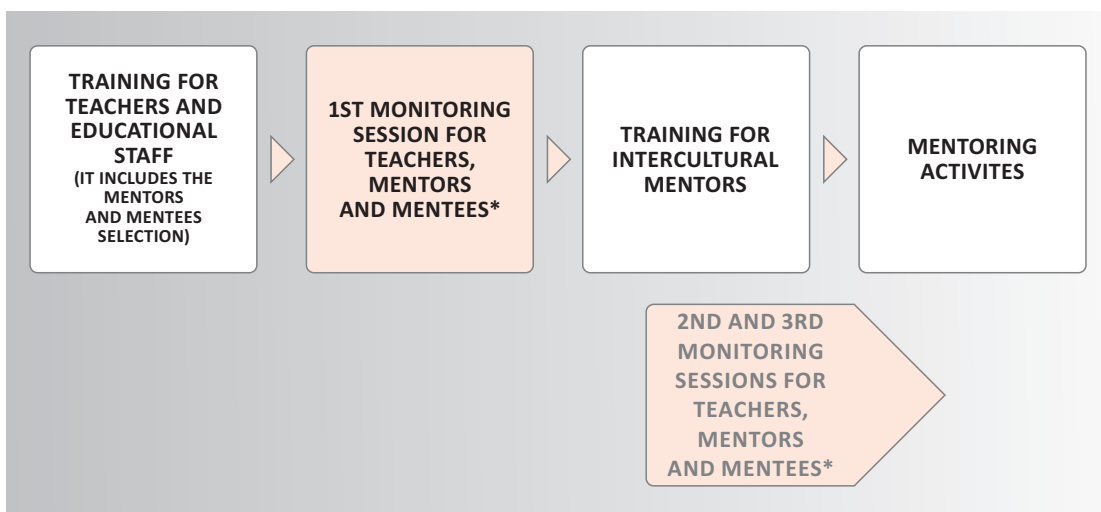 TRAINING FOR
TEACHERS AND
EDUCATIONAL
STAFF
(IT INCLUDES THE
MENTORS
AND MENTEES
SELECTION)
1ST MONITORING
SESSION FOR
TEACHERS,
MENTORS
AND MENTEES*
TRAINING FOR
INTERCULTURAL
MENTORS
MENTORING
ACTIVITES
2ND AND 3RD
MONITORING
SESSIONS FOR
TEACHERS,
MENTORS
AND MENTEES*